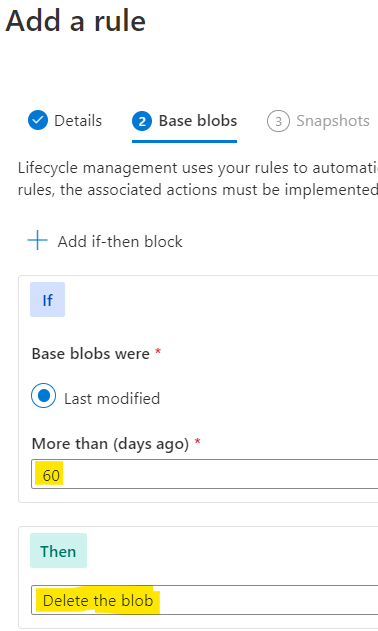 Add a rule
Details
2 Base blobs
3 Snapshots
Lifecycle management uses your rules to automati
rules, the associated actions must be implemented
Add if-then block
If
Base blobs were *
Last modified
More than (days ago) *
60
Then
Delete the blob